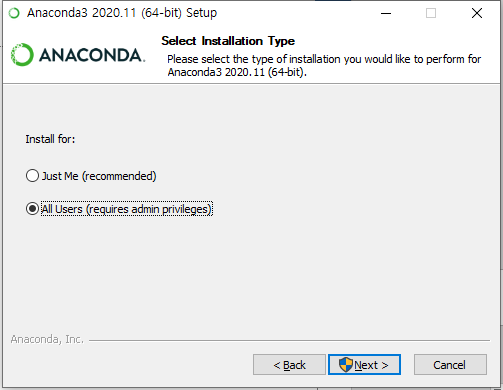 Anaconda3 2020.11 (64-bit) Setup
ANACONDA.
Select Installation Type
Please select the type of installation you would like to perform for
Anaconda3 2020.11 (64-bit).
Install for:
Just Me (recommended)
All Users (requires admin privileges)
Anaconda, Inc.
< Back
Next >
Cancel